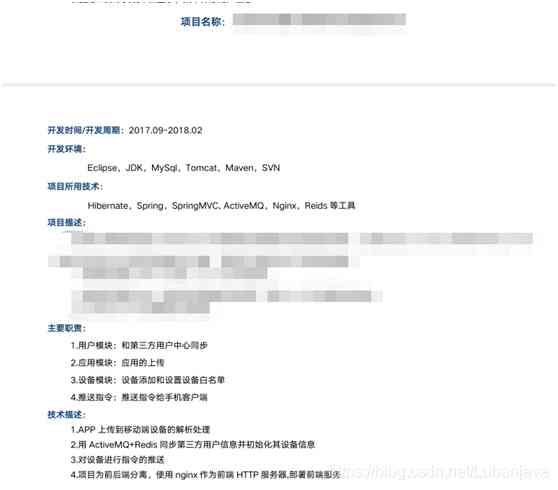 项目名称：
开发时间/开发周期：2017.09-2018.02
开发环境：
Eclipse，JDK，MySql，Tomcat，Maven，SVN
项目所用技术：
Hibernate，Spring，SpringMVC、ActiveMQ，Nginx，Reids 等工具
项目描述：
主要职责：
1.用户模块：和第三方用户中心同步
2.应用模块：应用的上传
3.设备模块：设备添加和设置设备白名单
4.推送指令：推送指令给手机客户端
技术描述：
1.APP 上传到移动端设备的解析处理
2.用 ActiveMQ+Redis 同步第三方用户信息并初始化其设备信息
3.对设备进行指令的推送
4.项目为前后端分离，使用 nginx 作为前端 HTTP 服务器,部署前端服务
https://blog.csdn.net/Lubanjava